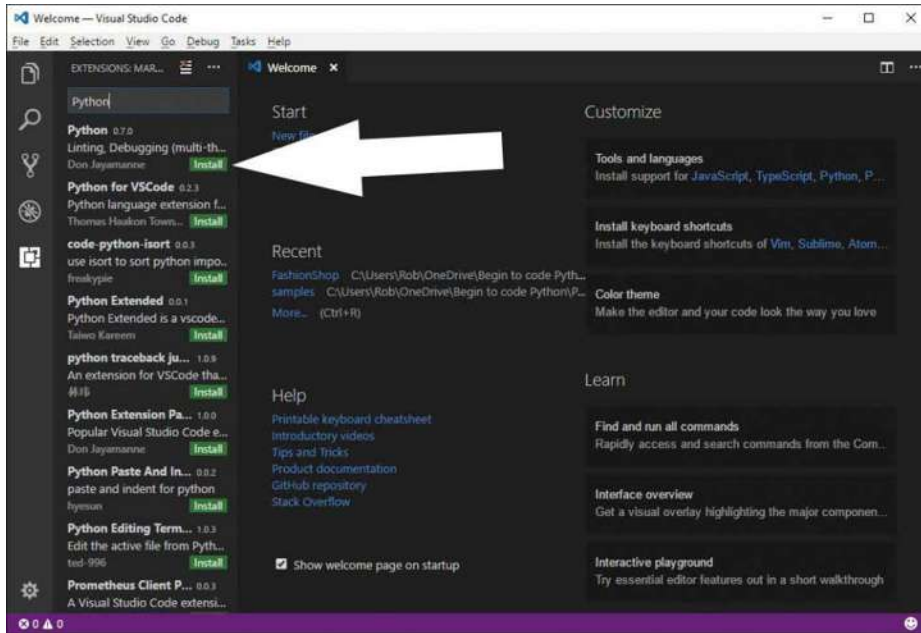 Welcome — Visual Studio Code
File Edit Selection View Go Debug Tasks Help
EXTENSIONS: MAR...
Python
Python 0.7.0
Linting, Debugging (multi-th...
Don Jayamanne Install
Python for VSCode 0.2.3
Python language extension f...
Thomas Haakon Town... Install
code-python-isort 0.0.3
use isort to sort python impo...
freakypie Install
Python Extended 0.0.1
Python Extended is a vscode...
Taiwo Kareem Install
python traceback ju... 1.0.9
An extension for VSCode tha...
Install
Python Extension Pa... 1.0.0
Popular Visual Studio Code e...
Don Jayamanne Install
Python Paste And In... 0.0.2
paste and indent for python
hyesun Install
Python Editing Term... 1.0.3
Edit the active file from Pyth...
ted-996 Install
Prometheus Client P... 0.0.3
A Visual Studio Code extensi...
Welcome
Start
New file
Recent
FashionShop C:\Users\Rob\OneDrive\Begin to code Pyth...
samples C:\Users\Rob\OneDrive\Begin to code Python\P...
More... (Ctrl+R)
Help
Printable keyboard cheatsheet
Introductory videos
Tips and Tricks
Product documentation
GitHub repository
Stack Overflow
Show welcome page on startup
Customize
Tools and languages
Install support for JavaScript, TypeScript, Python, P...
Install keyboard shortcuts
Install the keyboard shortcuts of Vim, Sublime, Atom...
Color theme
Make the editor and your code look the way you love
Learn
Find and run all commands
Rapidly access and search commands from the Com...
Interface overview
Get a visual overlay highlighting the major componen...
Interactive playground
Try essential editor features out in a short walkthrough
0 0